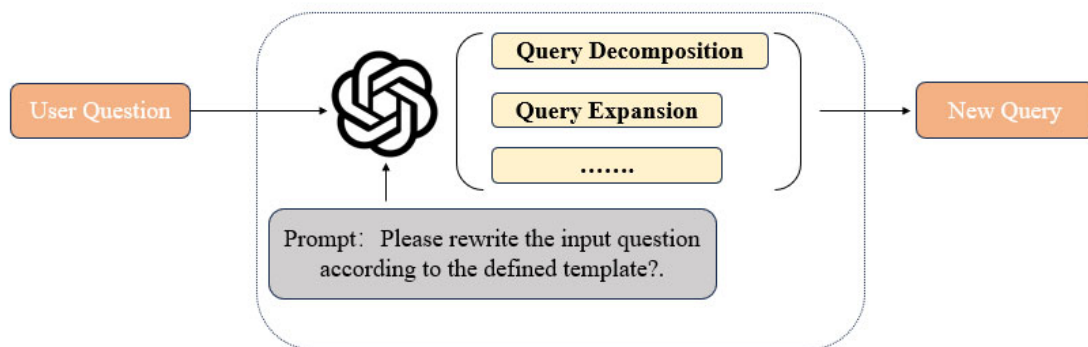 Query Decomposition
User Question
Query Expansion
New Query
.......
Prompt： Please rewrite the input question
according to the defined template?.